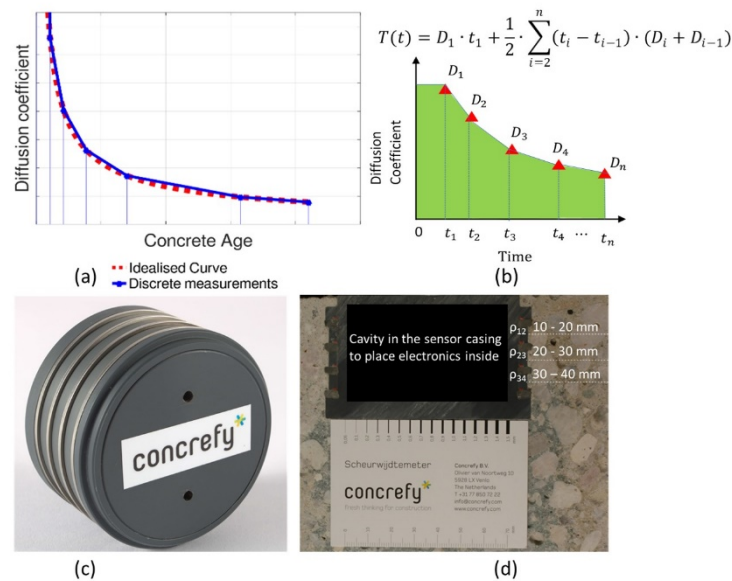 Diffusion coefficient
Concrete Age
(a)
Idealised Curve
Discrete measurements
T(t) = D₁ · t₁ + 1/2 · ∑ⁿᵢ₌₂ (tᵢ − tᵢ₋₁) · (Dᵢ + Dᵢ₋₁)
Diffusion
Coefficient
D₁
D₂
D₃
D₄
Dₙ
0 t₁ t₂ t₃ t₄ ⋯ tₙ
Time
(b)
concrefy
(c)
Cavity in the sensor casing
to place electronics inside
ρ₁₂ 10 - 20 mm
ρ₂₃ 20 - 30 mm
ρ₃₄ 30 – 40 mm
Scheurwijdtemeter
concrefy
fresh thinking for construction
Concrefy B.V.
The Netherlands
info@concrefy.com
www.concrefy.com
(d)